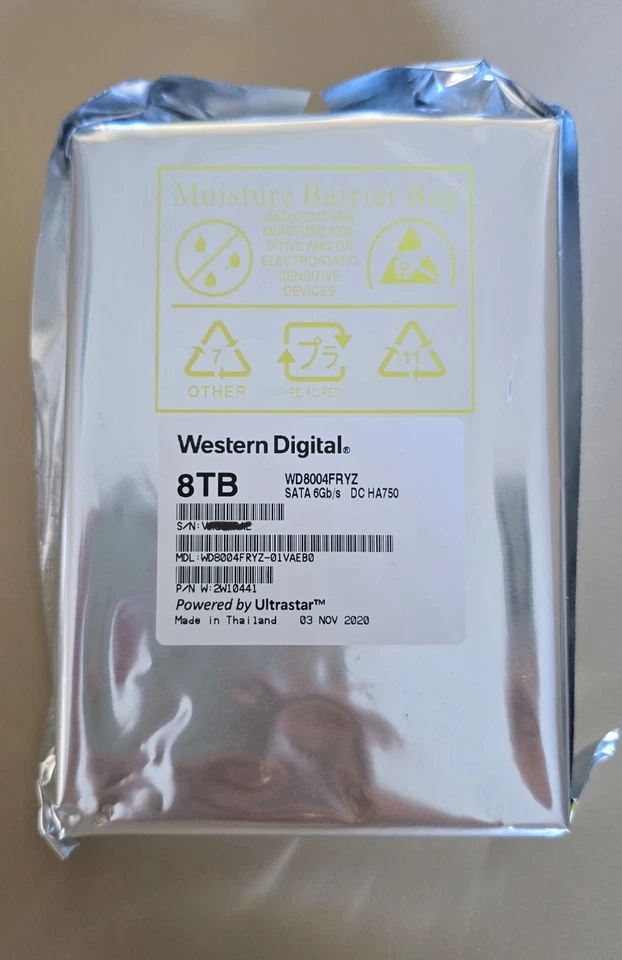 Moisture Barrier Bag
BAG CONTAINS
MOISTURE SEN-
SITIVE AND OR
ELECTROSTATIC
SENSITIVE
DEVICES
7
プラ
11
OTHER
-PE, AL, PET-
Western Digital®
8TB
WD8004FRYZ
SATA 6Gb/s DC HA750
S/N:
MDL:WD8004FRYZ-01VAEB0
P/N W:2W10441
Powered by Ultrastar™
Made in Thailand 03 NOV 2020